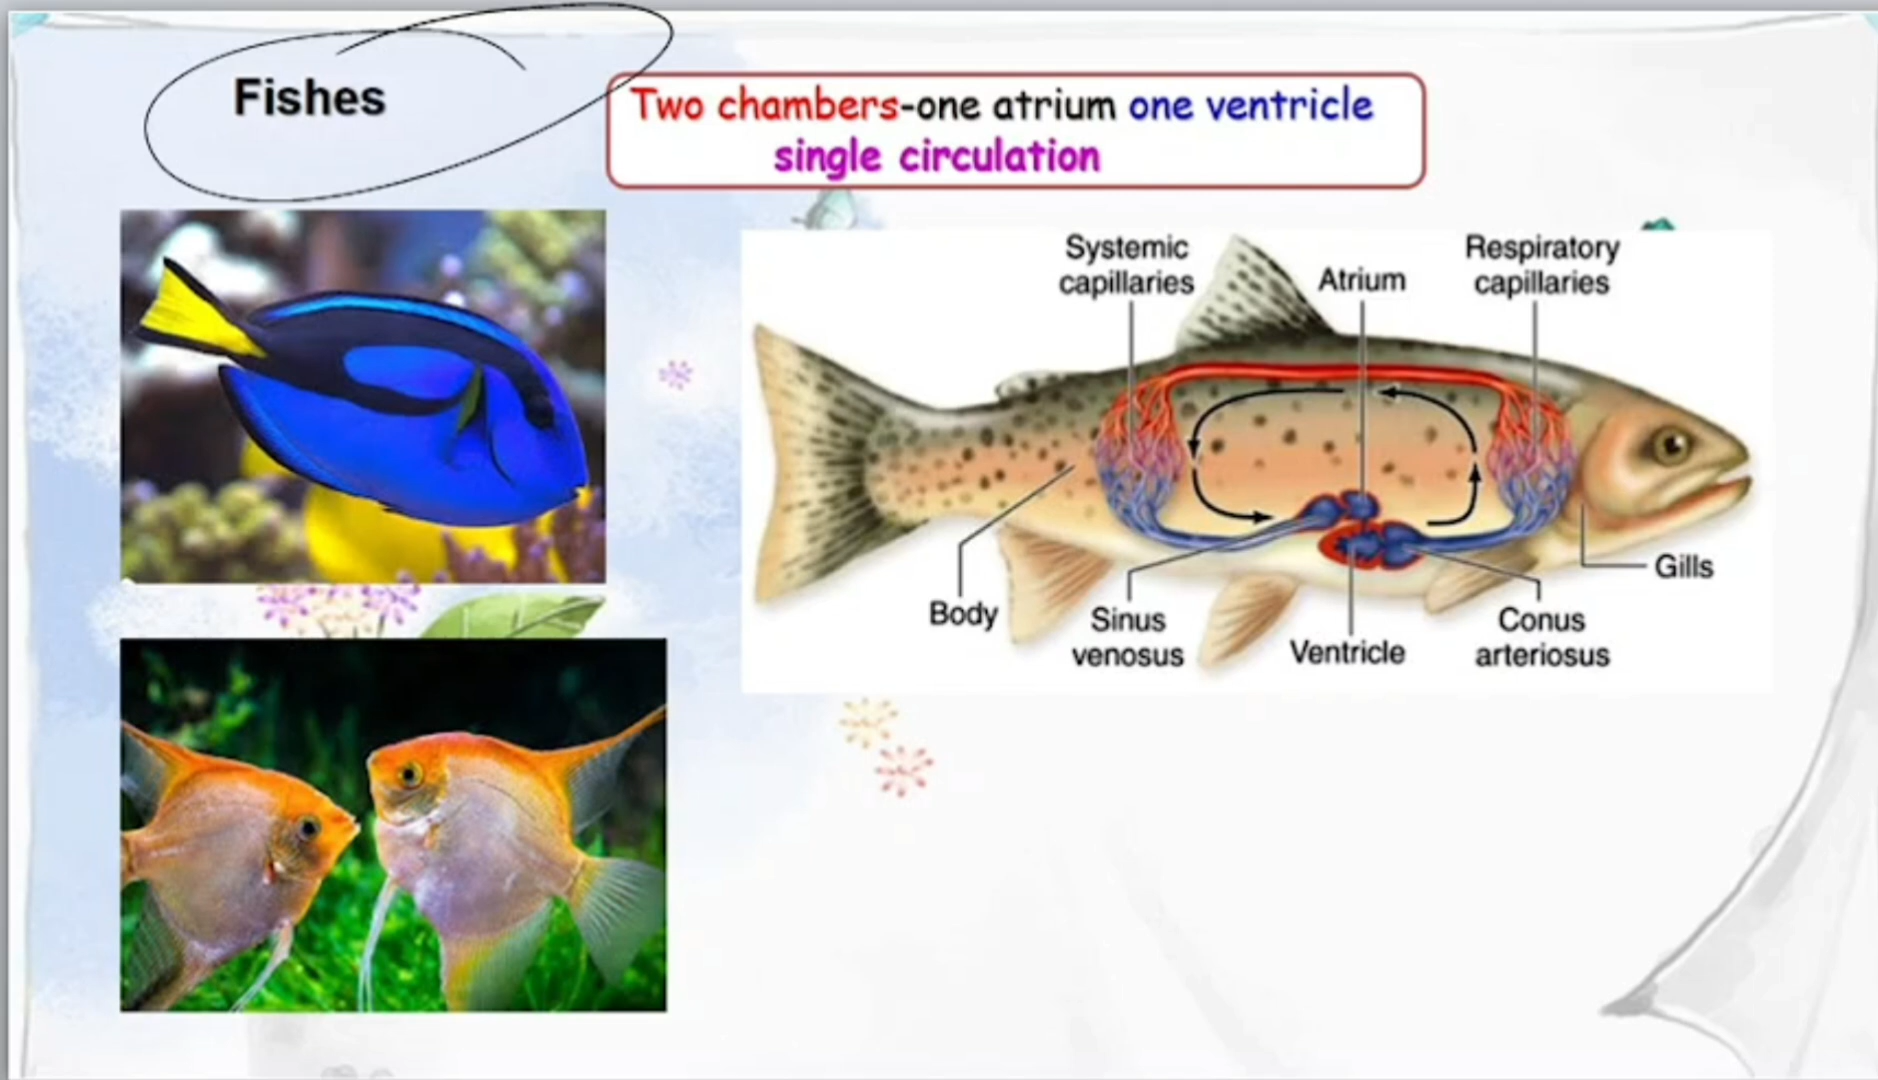 Fishes
Two chambers-one atrium one ventricle
single circulation
Systemic
capillaries
Atrium
Respiratory
capillaries
Body
Sinus
venosus
Ventricle
Conus
arteriosus
Gills